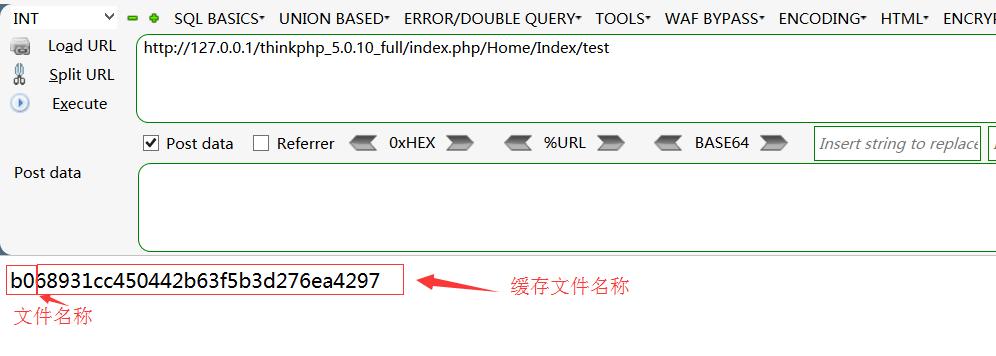 INT SQL BASICS UNION BASED ERROR/DOUBLE QUERY TOOLS WAF BYPASS ENCODING HTML ENCRY
Load URL http://127.0.0.1/thinkphp_5.0.10_full/index.php/Home/Index/test
Split URL
Execute
Post data Referrer 0xHEX %URL BASE64 Insert string to replace
Post data
b068931cc450442b63f5b3d276ea4297 缓存文件名称
文件名称